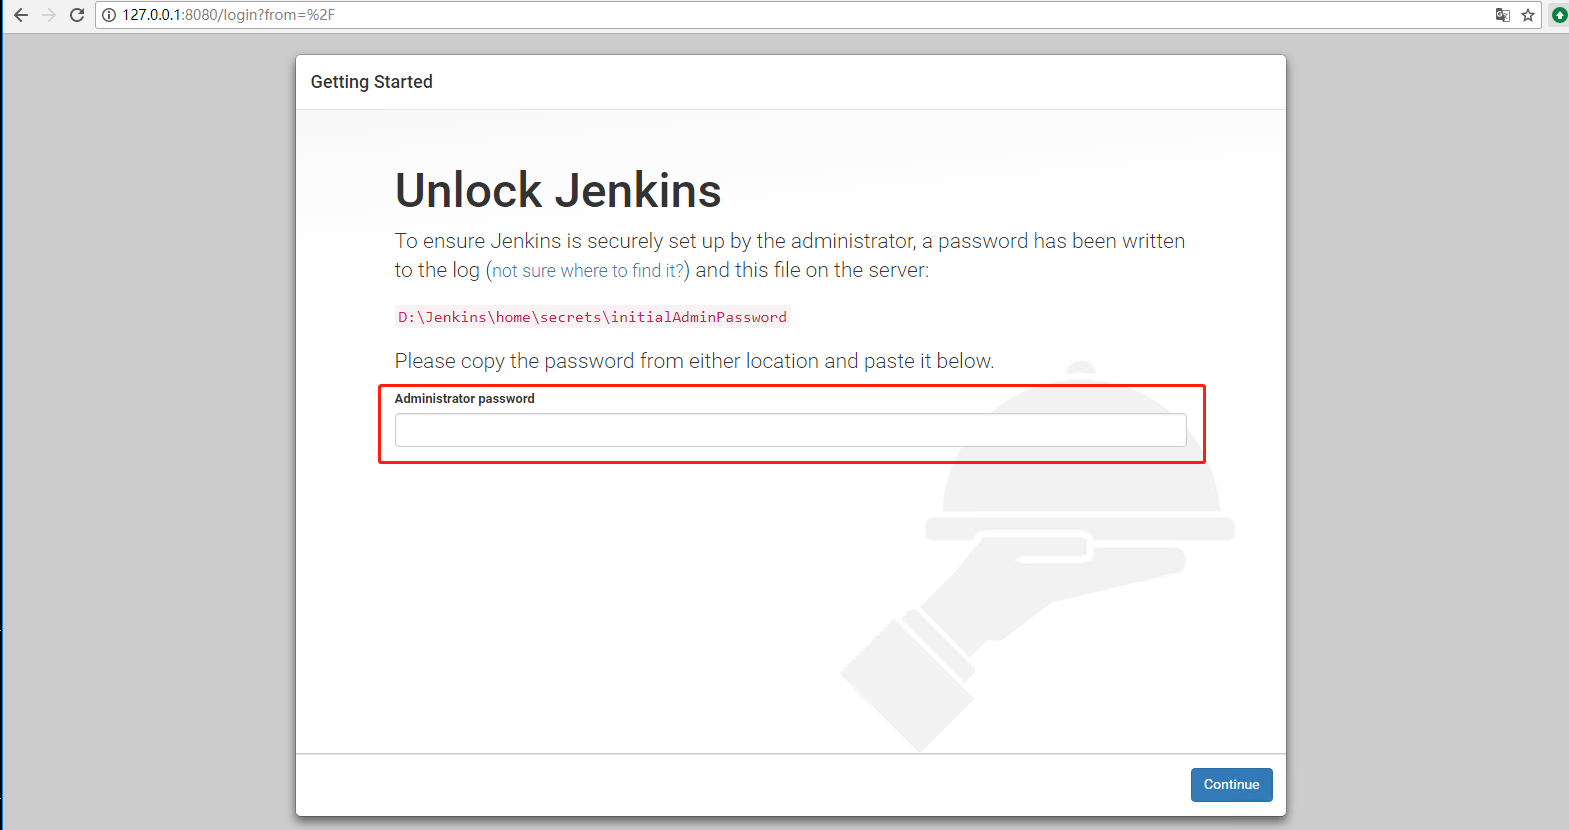 127.0.0.1:8080/login?from=%2F
Getting Started
Unlock Jenkins
To ensure Jenkins is securely set up by the administrator, a password has been written
to the log (not sure where to find it?) and this file on the server:
D:\Jenkins\home\secrets\initialAdminPassword
Please copy the password from either location and paste it below.
Administrator password
Continue